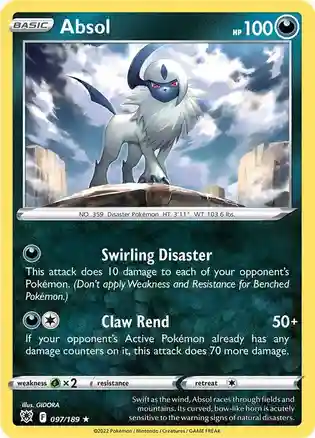 BASIC Absol HP 100
NO. 359 Disaster Pokémon HT 3'11" WT 103.6 lbs.
Swirling Disaster
This attack does 10 damage to each of your opponent's
Pokémon. (Don't apply Weakness and Resistance for Benched
Pokémon.)
Claw Rend 50+
If your opponent's Active Pokémon already has any
damage counters on it, this attack does 70 more damage.
weakness ×2 resistance retreat
illus. GIDORA
F 097/189 ★
Swift as the wind, Absol races through fields and
mountains. Its curved, bow-like horn is acutely
sensitive to the warning signs of natural disasters.
©2022 Pokémon / Nintendo / Creatures / GAME FREAK